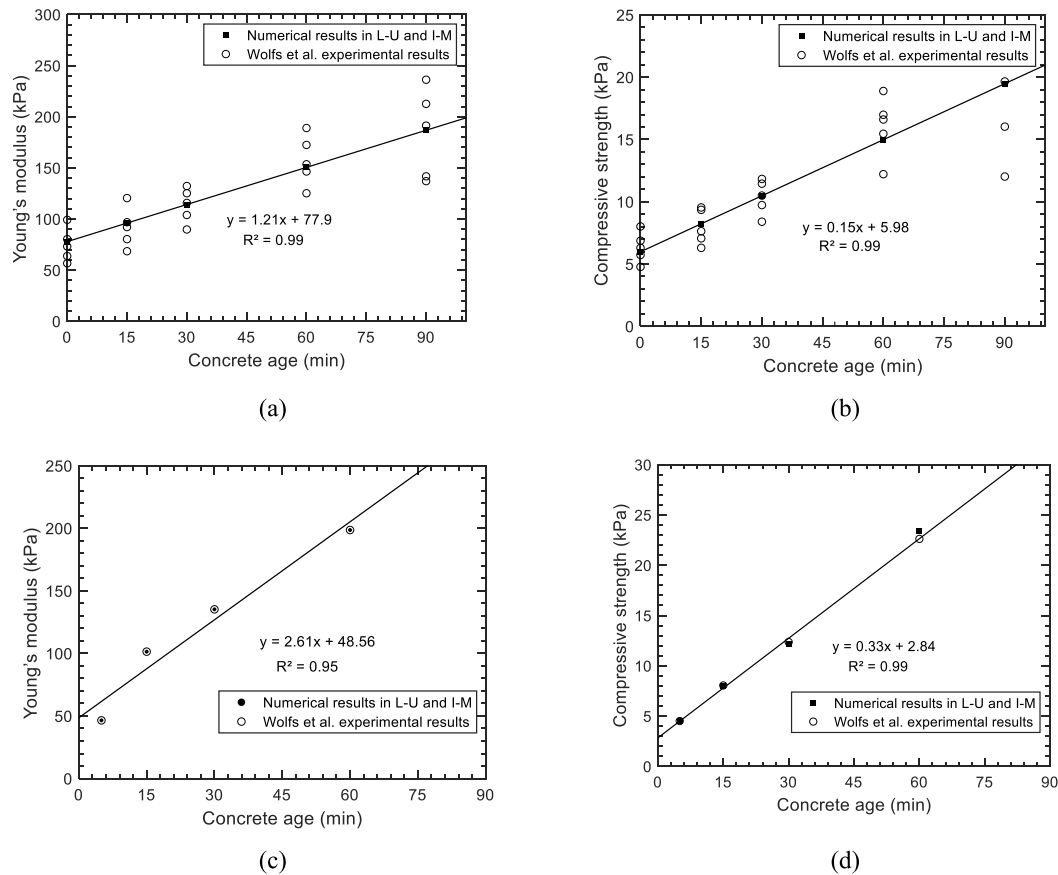 300
250
200
150
100
50
0
Young's modulus (kPa)
Numerical results in L-U and I-M
Wolfs et al. experimental results
y = 1.21x + 77.9
R² = 0.99
0 15 30 45 60 75 90
Concrete age (min)
(a)
25
20
15
10
5
0
Compressive strength (kPa)
Numerical results in L-U and I-M
Wolfs et al. experimental results
y = 0.15x + 5.98
R² = 0.99
0 15 30 45 60 75 90
Concrete age (min)
(b)
250
200
150
100
50
0
Young's modulus (kPa)
y = 2.61x + 48.56
R² = 0.95
Numerical results in L-U and I-M
Wolfs et al. experimental results
0 15 30 45 60 75 90
Concrete age (min)
(c)
30
25
20
15
10
5
0
Compressive strength (kPa)
y = 0.33x + 2.84
R² = 0.99
Numerical results in L-U and I-M
Wolfs et al. experimental results
0 15 30 45 60 75 90
Concrete age (min)
(d)